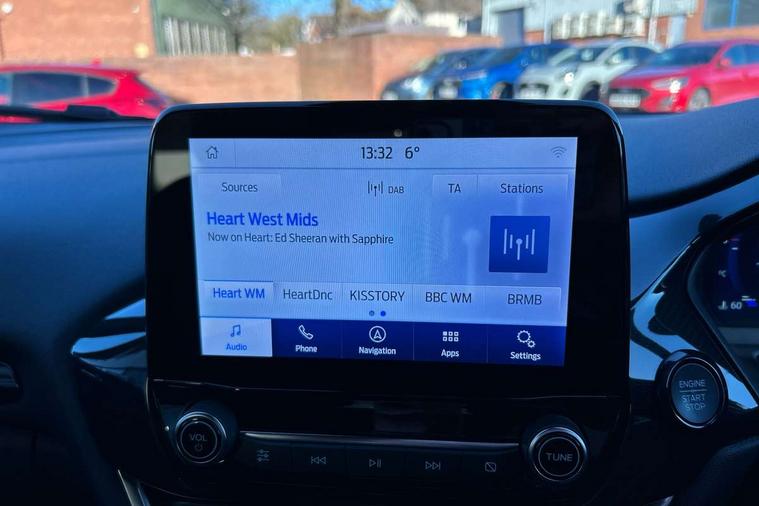 13:32 6°
Sources DAB TA Stations
Heart West Mids
Now on Heart: Ed Sheeran with Sapphire
Heart WM HeartDnc KISSTORY BBC WM BRMB
Audio Phone Navigation Apps Settings
60
ENGINE
START
STOP
VOL
TUNE